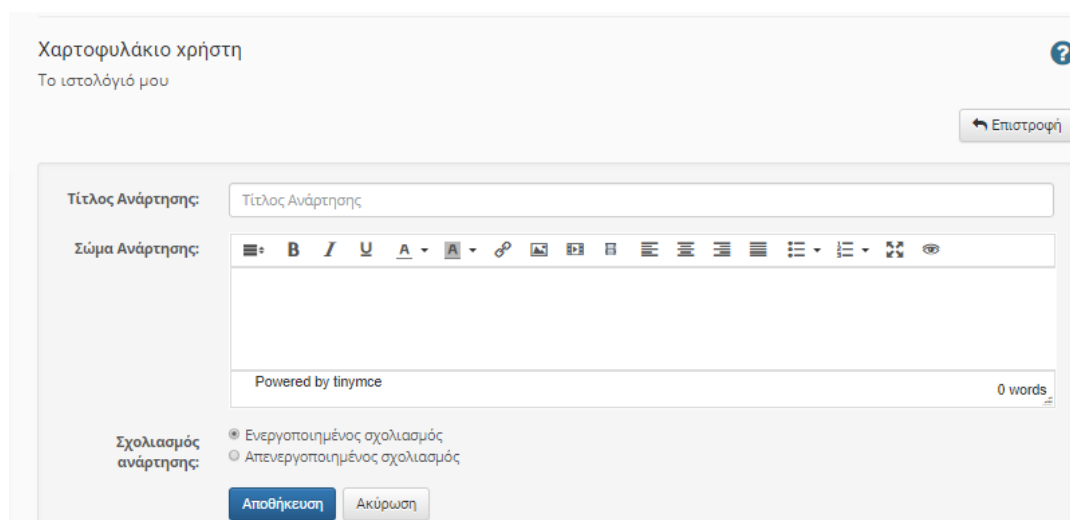 Χαρτοφυλάκιο χρήστη
Το ιστολόγιό μου
Επιστροφή
Τίτλος Ανάρτησης:
Τίτλος Ανάρτησης
Σώμα Ανάρτησης:
B I U A A
Powered by tinymce
0 words
Σχολιασμός
ανάρτησης:
Ενεργοποιημένος σχολιασμός
Απενεργοποιημένος σχολιασμός
Αποθήκευση Ακύρωση